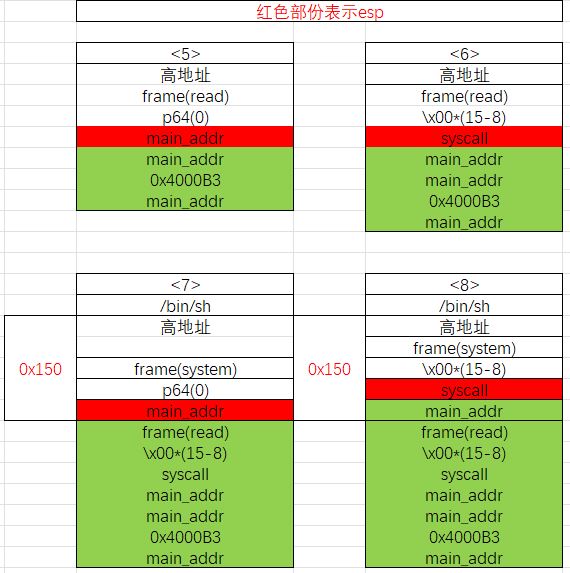 红色部份表示esp
<5>
高地址
frame(read)
p64(0)
main_addr
main_addr
0x4000B3
main_addr
<6>
高地址
frame(read)
\x00*(15-8)
syscall
main_addr
main_addr
0x4000B3
main_addr
<7>
/bin/sh
高地址
0x150
frame(system)
p64(0)
main_addr
frame(read)
\x00*(15-8)
syscall
main_addr
main_addr
0x4000B3
main_addr
<8>
/bin/sh
高地址
0x150
frame(system)
\x00*(15-8)
syscall
main_addr
frame(read)
\x00*(15-8)
syscall
main_addr
main_addr
0x4000B3
main_addr